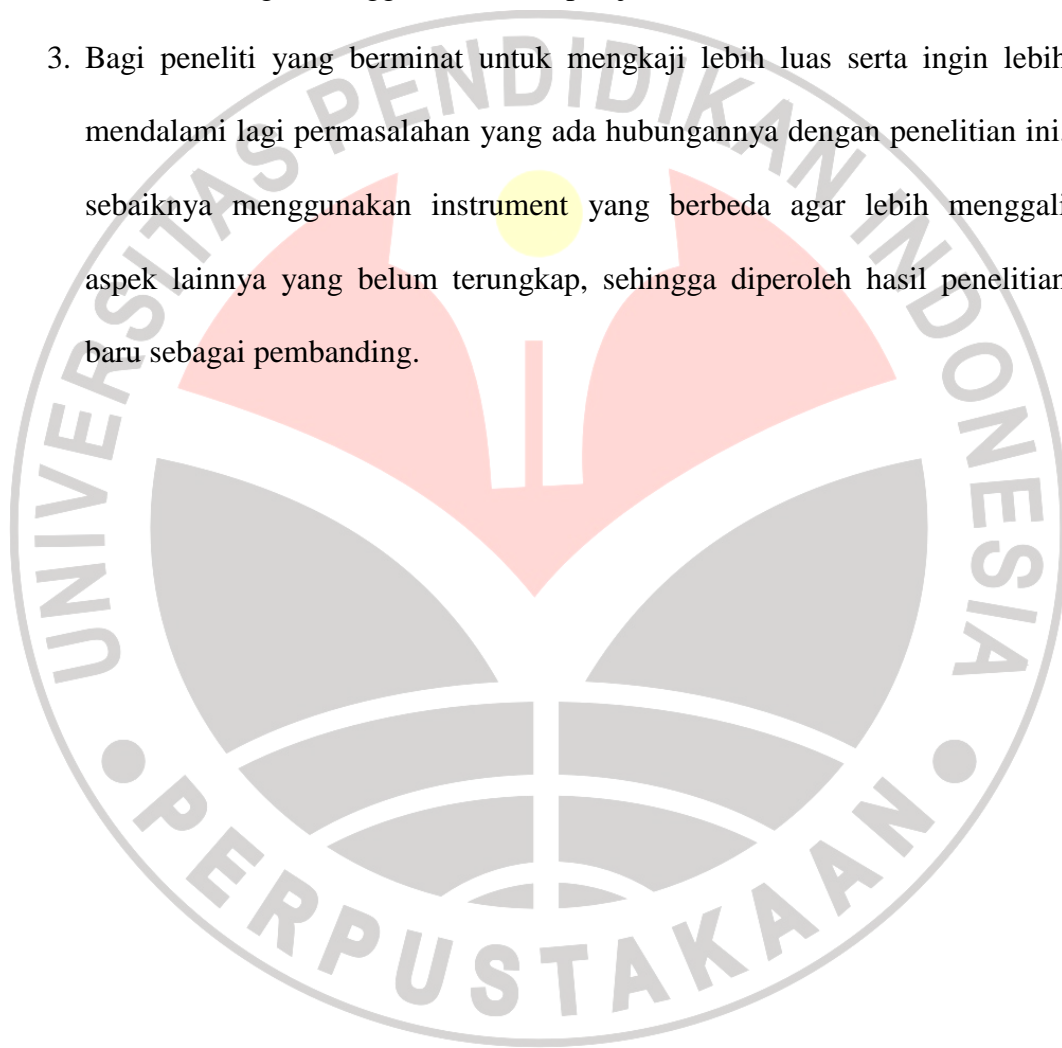 3. Bagi peneliti yang berminat untuk mengkaji lebih luas serta ingin lebih
mendalami lagi permasalahan yang ada hubungannya dengan penelitian ini.
sebaiknya menggunakan instrument yang berbeda agar lebih menggali
aspek lainnya yang belum terungkap, sehingga diperoleh hasil penelitian
baru sebagai pembanding.
UNIVERSITAS PENDIDIKAN INDONESIA
PERPUSTAKAAN